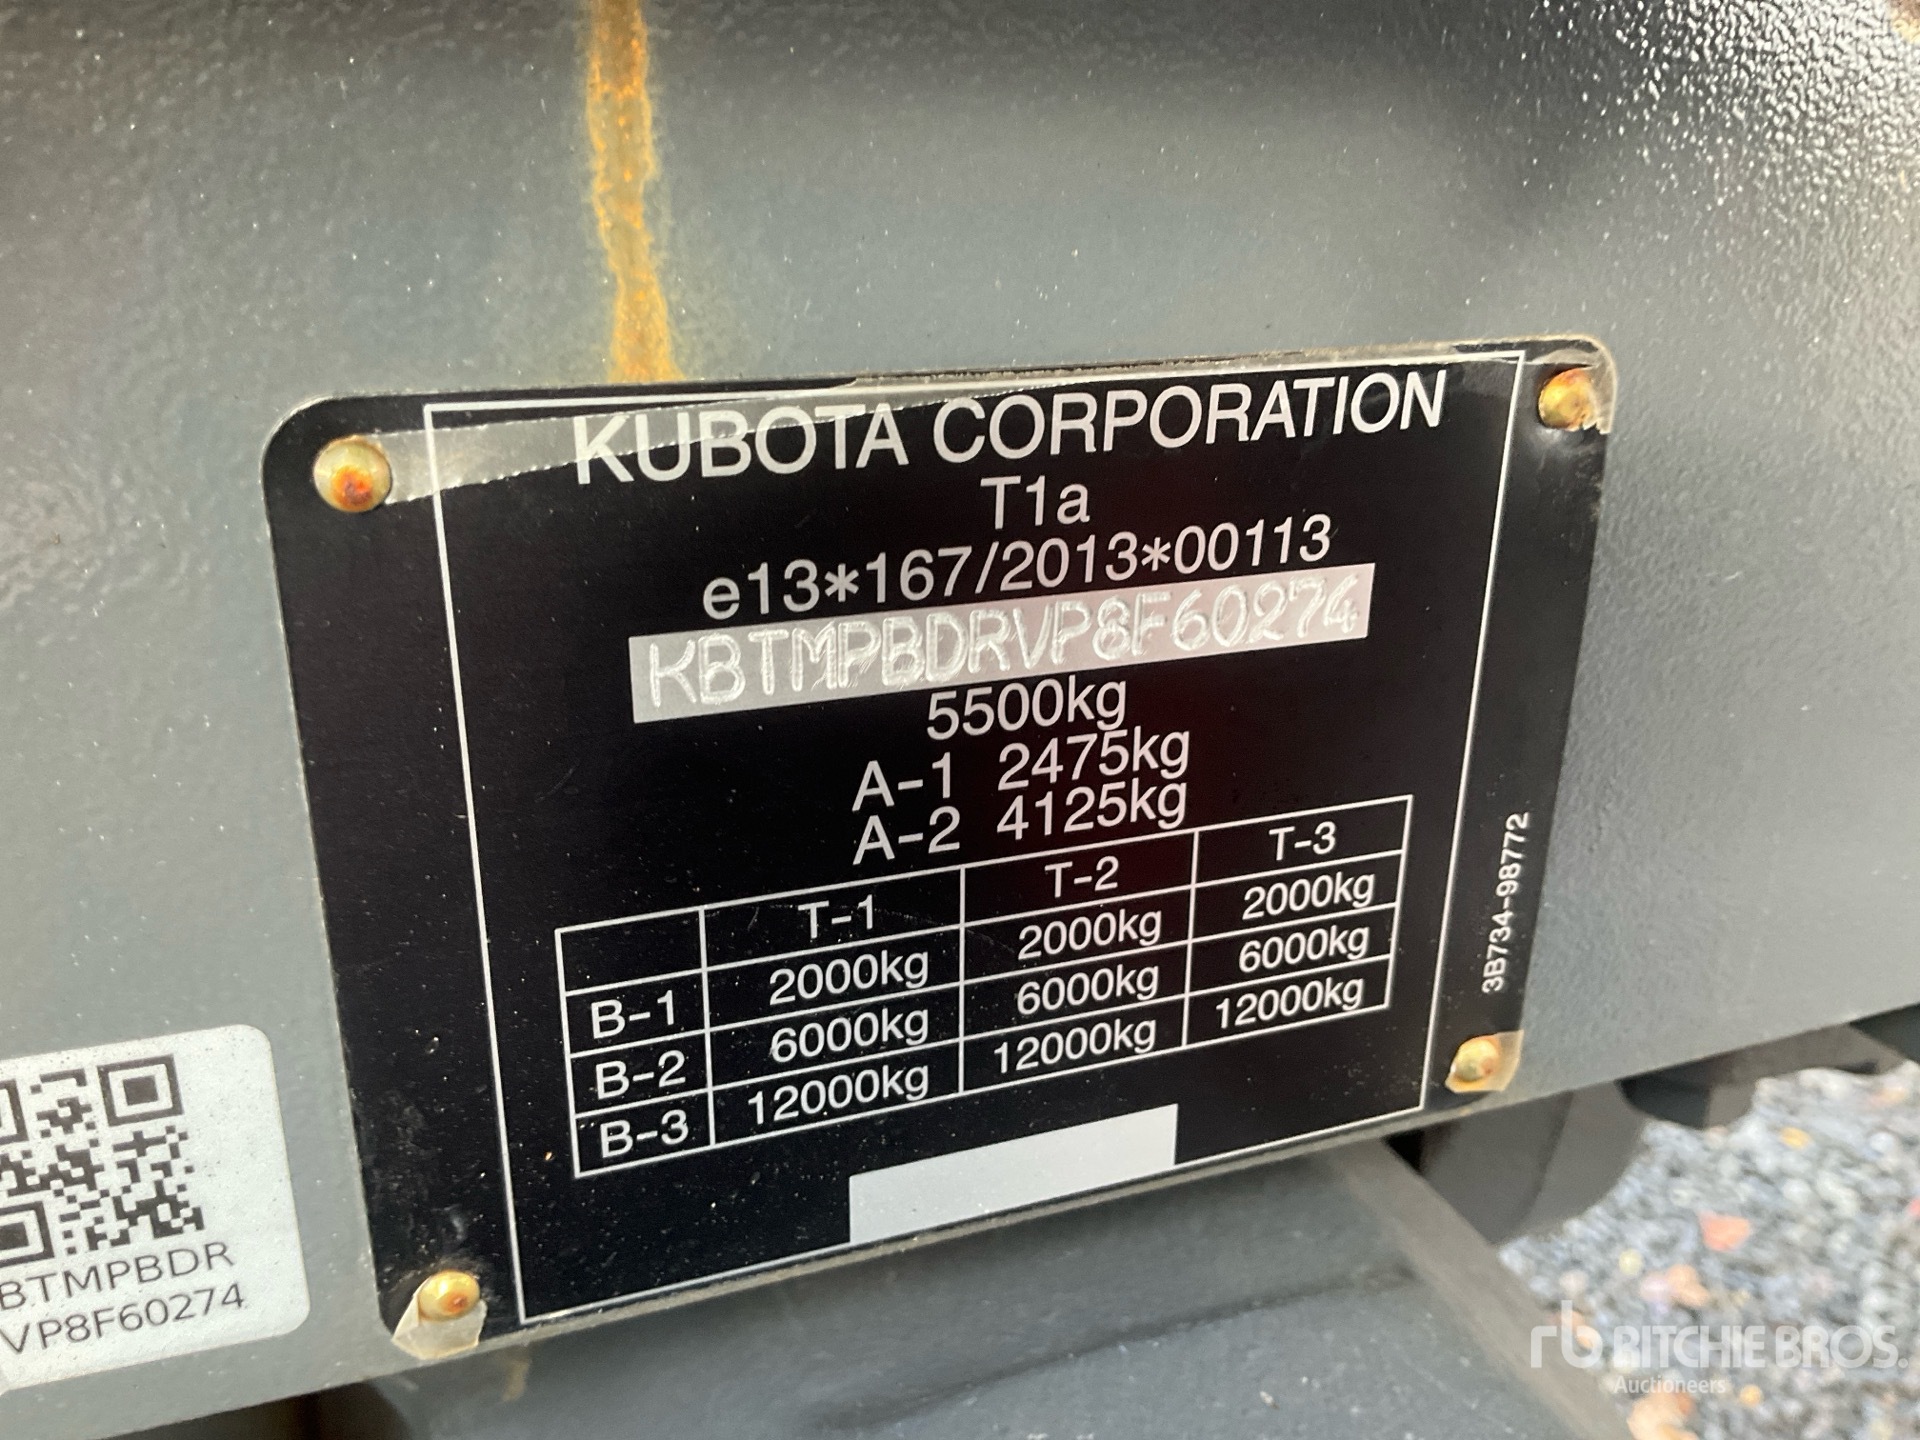 KUBOTA CORPORATION
T1a
e13*167/2013*00113
KBTMPBDRVP8F60274
5500kg
A-1 2475kg
A-2 4125kg
T-1 T-2 T-3
B-1 2000kg 2000kg 2000kg
B-2 6000kg 6000kg 6000kg
B-3 12000kg 12000kg 12000kg
3B734-98772
BTMPBDR
VP8F60274
rb RITCHIE BROS.
Auctioneers